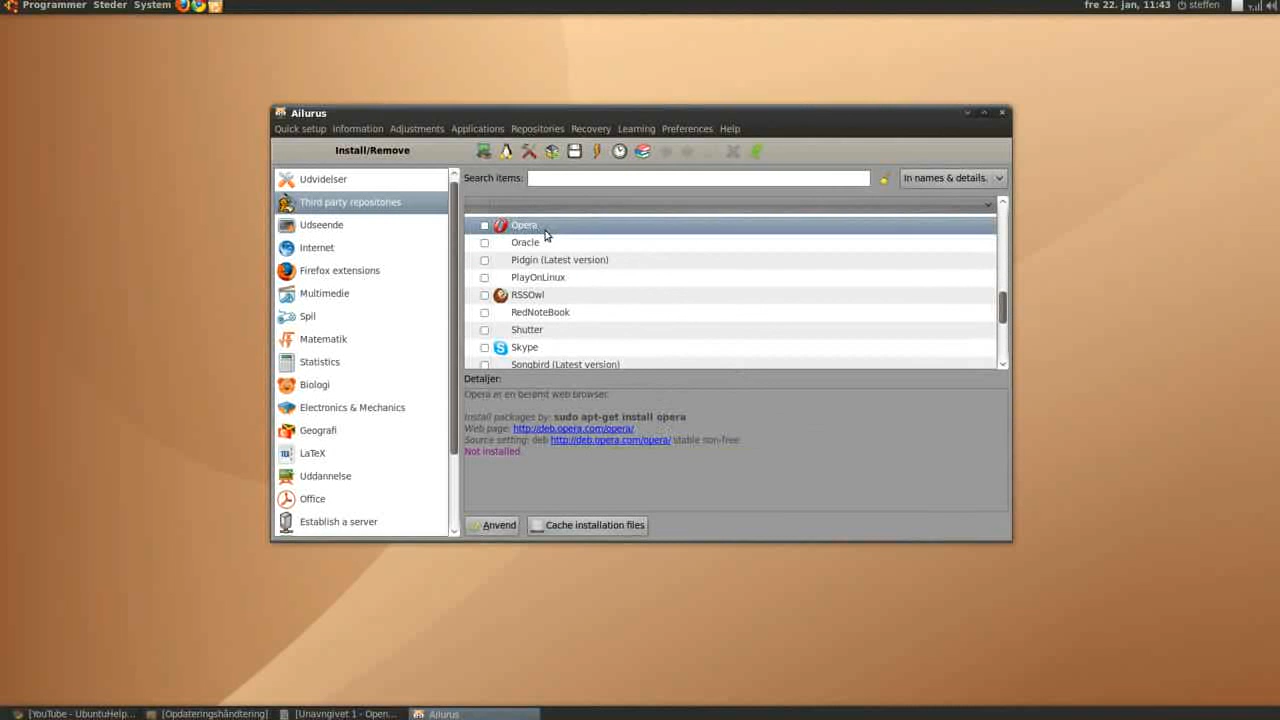 Programmer Steder System
fre 22. jan, 11:43 steffen
Ailurus
Quick setup Information Adjustments Applications Repositories Recovery Learning Preferences Help
Install/Remove
Search items: In names & details.
Udvidelser
Third party repositories
Udseende
Internet
Firefox extensions
Multimedie
Spil
Matematik
Statistics
Biologi
Electronics & Mechanics
Geografi
LaTeX
Uddannelse
Office
Establish a server
Opera
Oracle
Pidgin (Latest version)
PlayOnLinux
RSSOwl
RedNoteBook
Shutter
Skype
Songbird (Latest version)
Detaljer:
Opera er en berømt web browser.
Install packages by: sudo apt-get install opera
Web page: http://deb.opera.com/opera/
Source setting: deb http://deb.opera.com/opera/ stable non-free
Not installed.
Anvend Cache installation files
[YouTube - UbuntuHelp... [Opdateringshåndtering] [Unavngivet 1 - Open... Ailurus